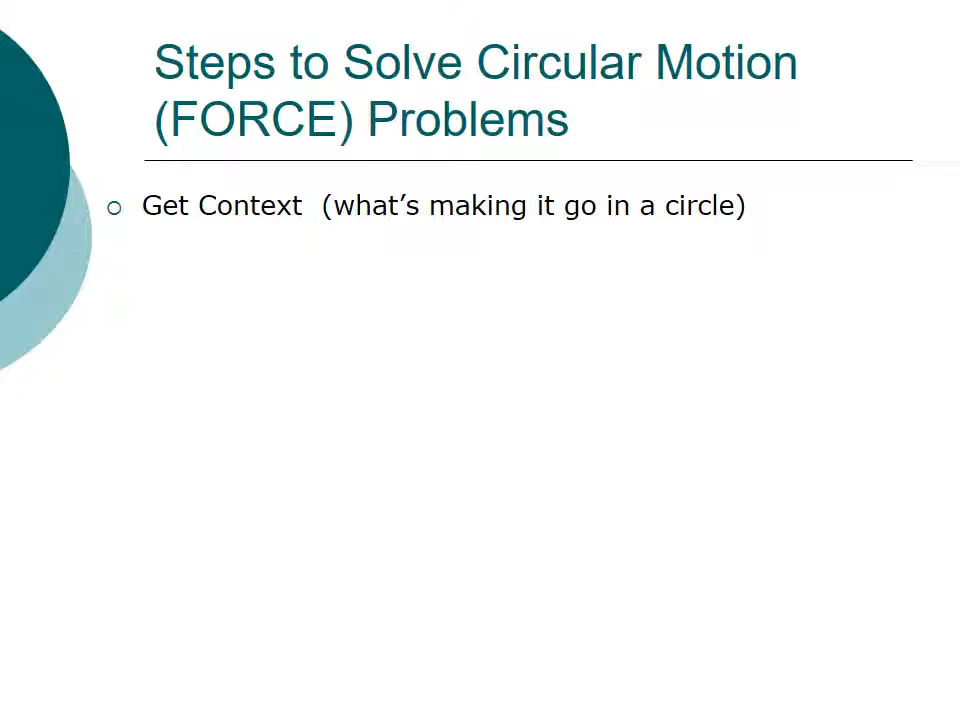 Steps to Solve Circular Motion
(FORCE) Problems
Get Context  (what’s making it go in a circle)